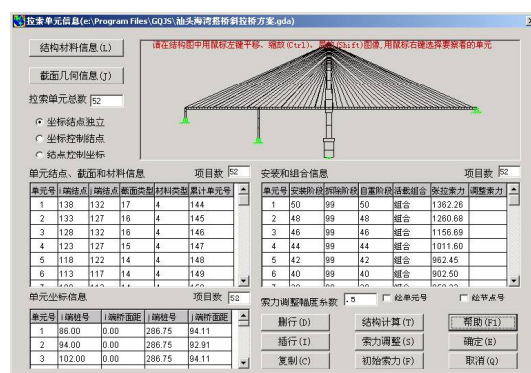 拉索单元信息(e:\Program Files\GQJS\汕头海湾搭桥斜拉桥方案.gda)
结构材料信息(L)
请在结构图中用鼠标左键平移、缩放(Ctrl)、(Shift)图像,用鼠标右键选择要察看的单元
截面几何信息(J)
拉索单元总数 52
坐标结点独立
坐标控制结点
结点控制坐标
单元结点、截面和材料信息 项目数 52
单元号 i端结点 j端结点 截面类型 材料类型 累计单元号
1 138 132 17 4 144
2 133 127 16 4 145
3 128 132 16 4 146
4 123 127 15 4 147
5 118 122 14 4 148
6 113 117 14 4 149
安装和组合信息 项目数 52
单元号 安装阶段 拆除阶段 自重阶段 活载组合 张拉索力 调整索力
1 50 99 50 组合 1362.26
2 48 99 48 组合 1260.68
3 46 99 46 组合 1156.69
4 44 99 44 组合 1011.60
5 42 99 42 组合 962.45
6 40 99 40 组合 902.50
单元坐标信息 项目数 52
单元号 i端桩号 i端桥面距 j端桩号 j端桥面距
1 86.00 0.00 286.75 94.11
2 94.00 0.00 286.75 92.91
3 102.00 0.00 286.75 94.11
索力调整幅度系数 .5 绘单元号 绘节点号
删行(D) 结构计算(T) 帮助(F1)
插行(I) 索力调整(S) 确定(E)
复制(C) 初始索力(F) 取消(Q)